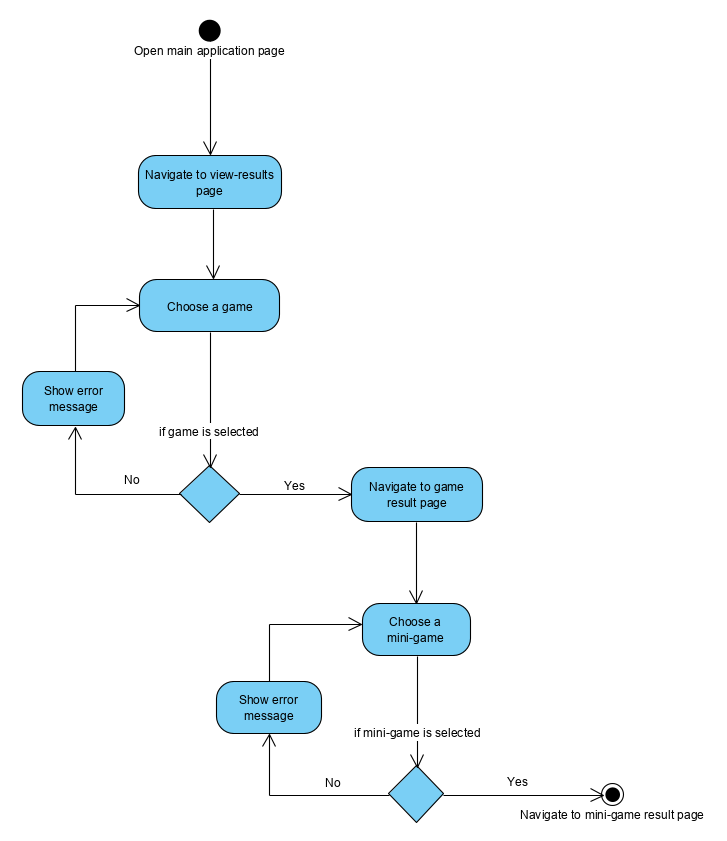 Open main application page
Navigate to view-results
page
Choose a game
Show error
message
if game is selected
No
Yes
Navigate to game
result page
Choose a
mini-game
Show error
message
if mini-game is selected
No
Yes
Navigate to mini-game result page